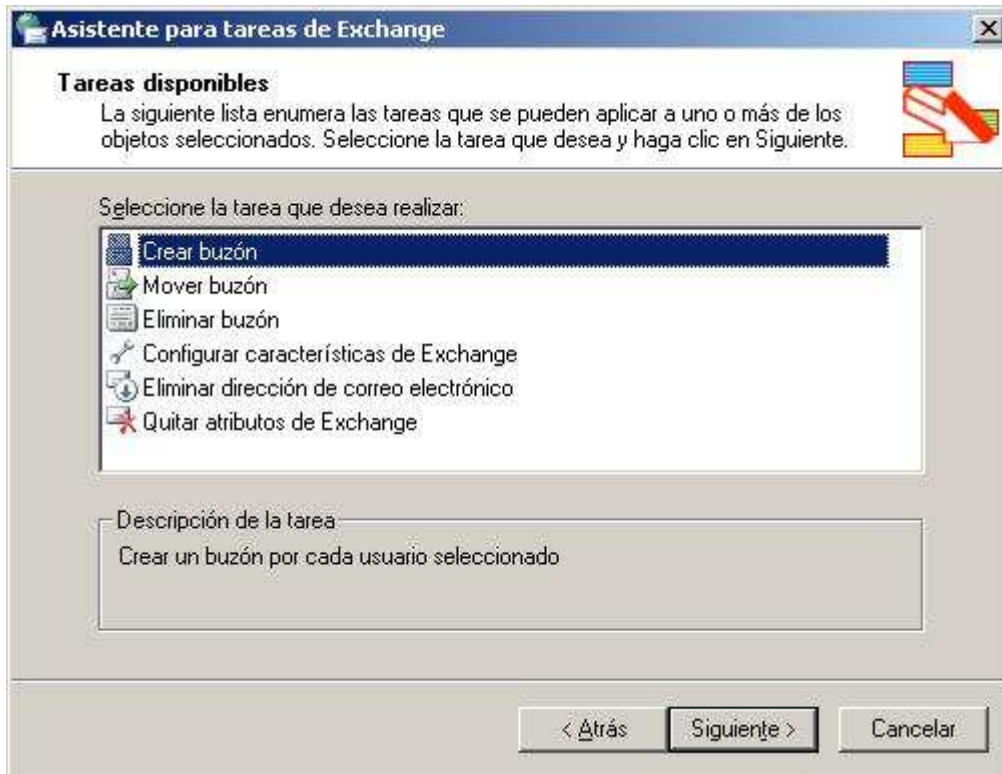 Asistente para tareas de Exchange
Tareas disponibles
La siguiente lista enumera las tareas que se pueden aplicar a uno o más de los
objetos seleccionados. Seleccione la tarea que desea y haga clic en Siguiente.
Seleccione la tarea que desea realizar:
Crear buzón
Mover buzón
Eliminar buzón
Configurar características de Exchange
Eliminar dirección de correo electrónico
Quitar atributos de Exchange
Descripción de la tarea
Crear un buzón por cada usuario seleccionado
< Atrás
Siguiente >
Cancelar